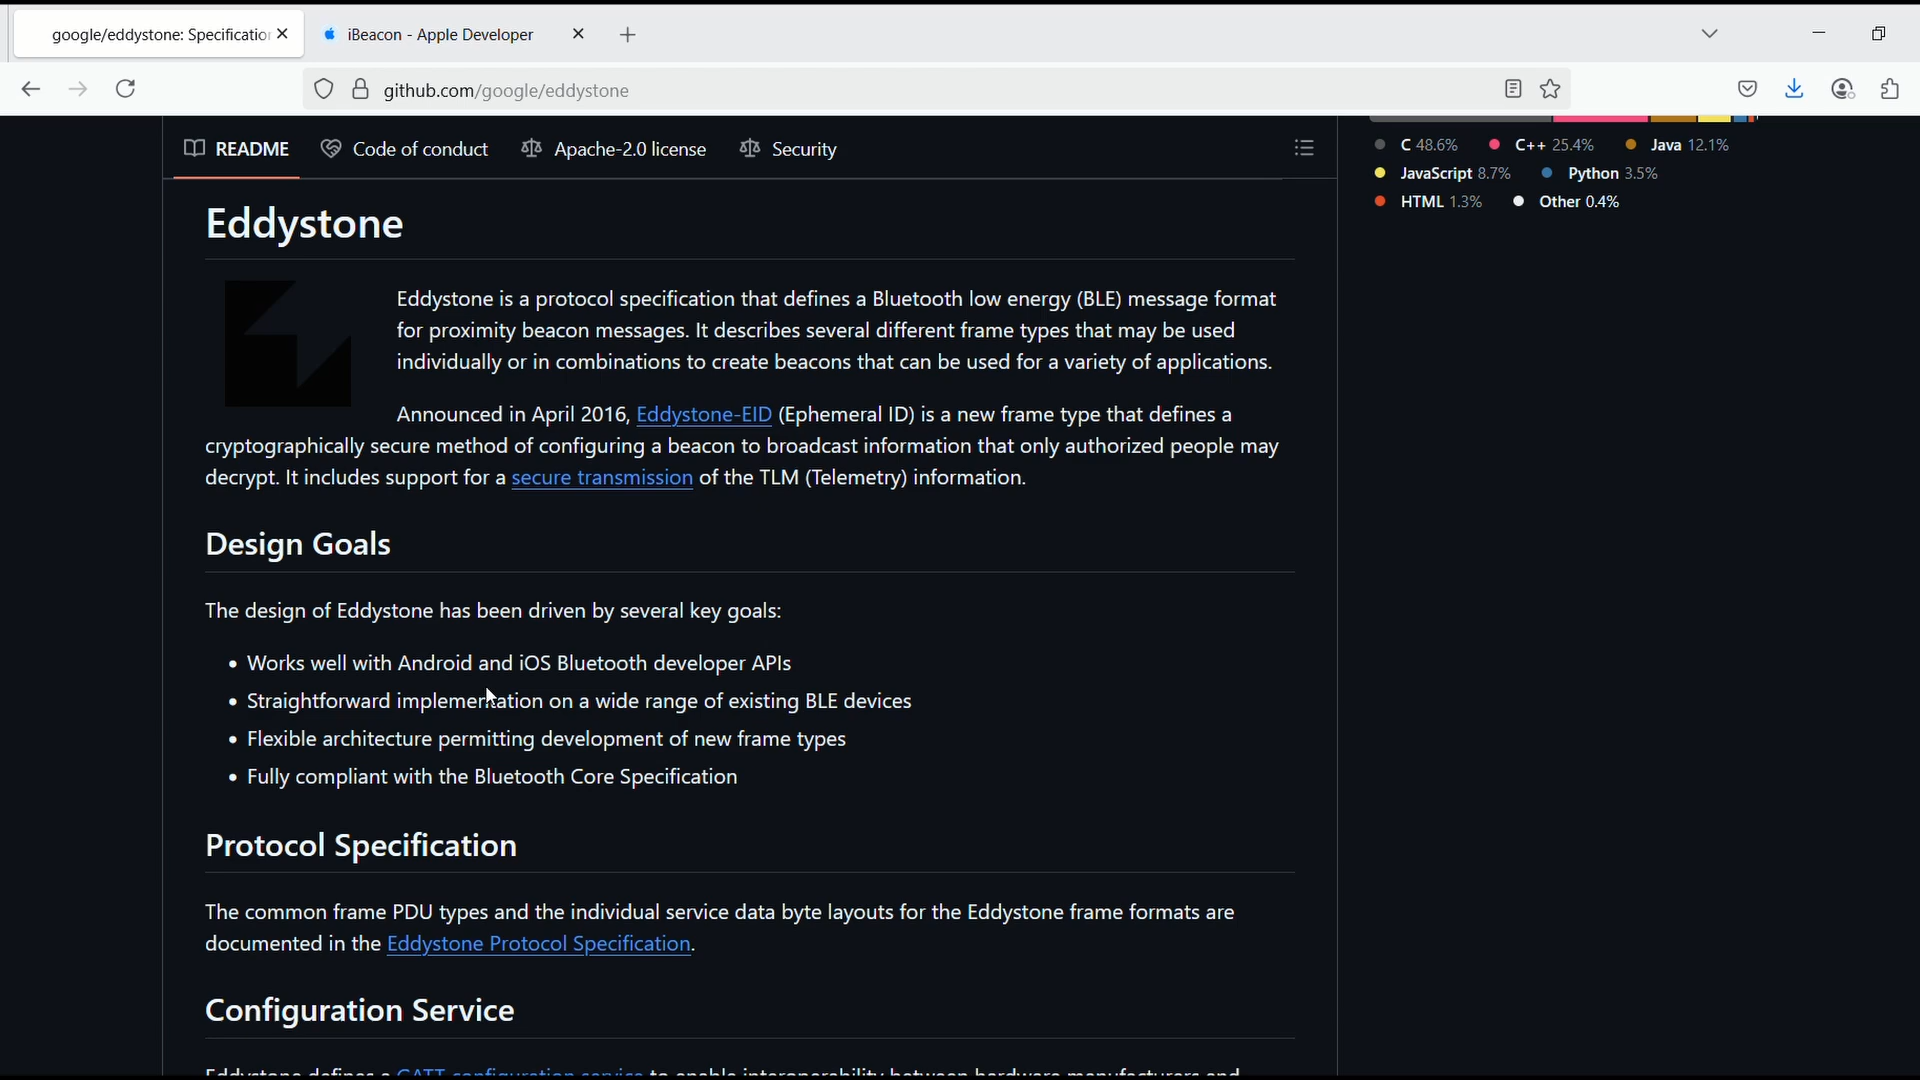 google/eddystone: Specification
iBeacon - Apple Developer
github.com/google/eddystone
README
Code of conduct
Apache-2.0 license
Security
C 48.6%
C++ 25.4%
Java 12.1%
JavaScript 8.7%
Python 3.5%
HTML 1.3%
Other 0.4%
Eddystone
Eddystone is a protocol specification that defines a Bluetooth low energy (BLE) message format
for proximity beacon messages. It describes several different frame types that may be used
individually or in combinations to create beacons that can be used for a variety of applications.
Announced in April 2016, Eddystone-EID (Ephemeral ID) is a new frame type that defines a
cryptographically secure method of configuring a beacon to broadcast information that only authorized people may
decrypt. It includes support for a secure transmission of the TLM (Telemetry) information.
Design Goals
The design of Eddystone has been driven by several key goals:
• Works well with Android and iOS Bluetooth developer APIs
• Straightforward implementation on a wide range of existing BLE devices
• Flexible architecture permitting development of new frame types
• Fully compliant with the Bluetooth Core Specification
Protocol Specification
The common frame PDU types and the individual service data byte layouts for the Eddystone frame formats are
documented in the Eddystone Protocol Specification.
Configuration Service
Eddystone defines a GATT configuration service to enable interoperability between hardware manufacturers and